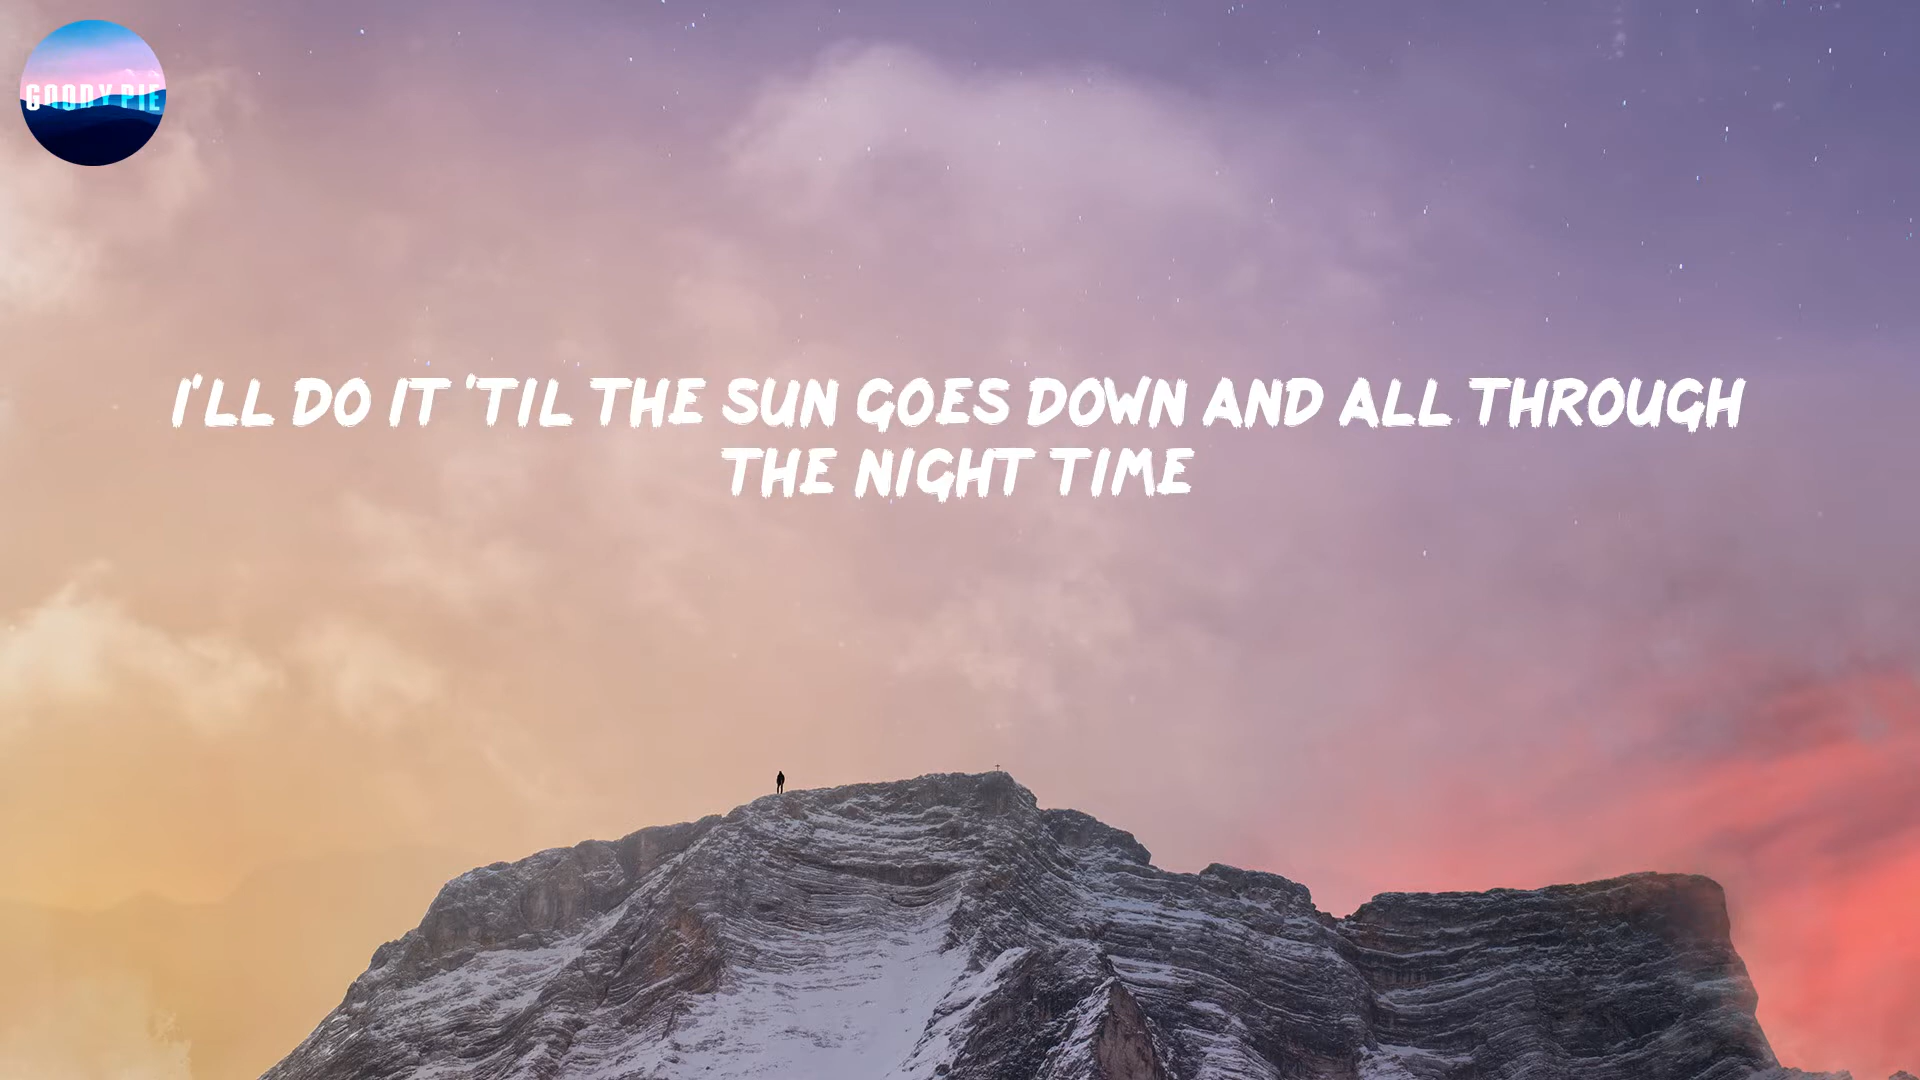 GOODY PIE
I'LL DO IT 'TIL THE SUN GOES DOWN AND ALL THROUGH
THE NIGHT TIME